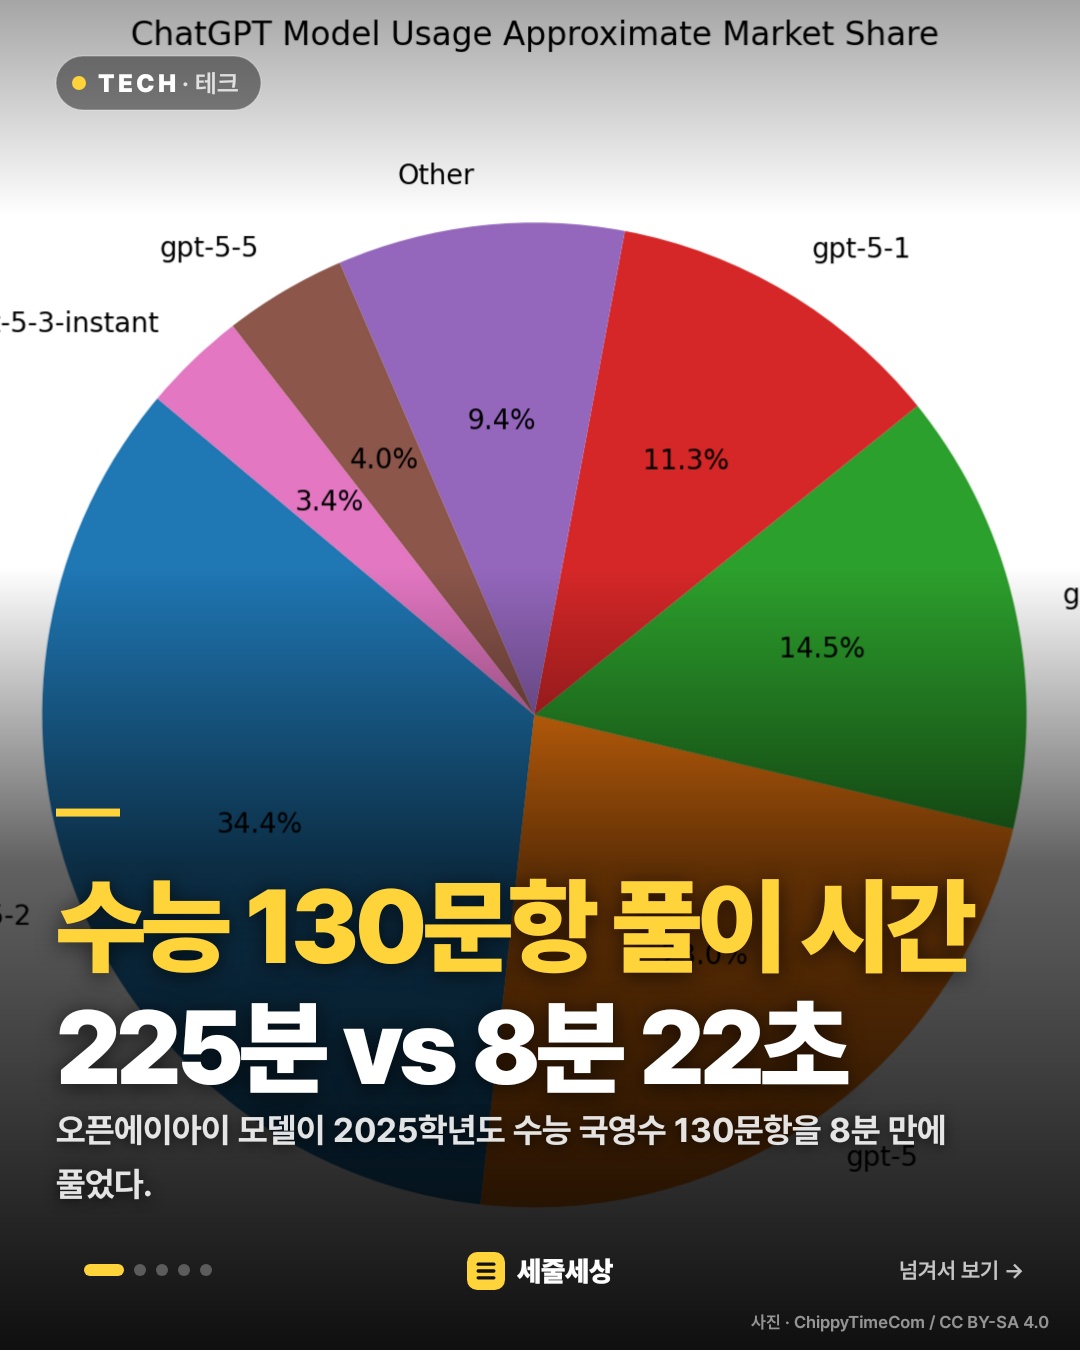 ChatGPT Model Usage Approximate Market Share
TECH · 테크
Other
gpt-5-5
gpt-5-1
-5-3-instant
9.4%
11.3%
4.0%
3.4%
g
14.5%
34.4%
-2
수능 130문항 풀이 시간
.0%
225분 vs 8분 22초
오픈에이아이 모델이 2025학년도 수능 국영수 130문항을 8분 만에
풀었다.
gpt-5
세줄세상
넘겨서 보기 →
사진 · ChippyTimeCom / CC BY-SA 4.0